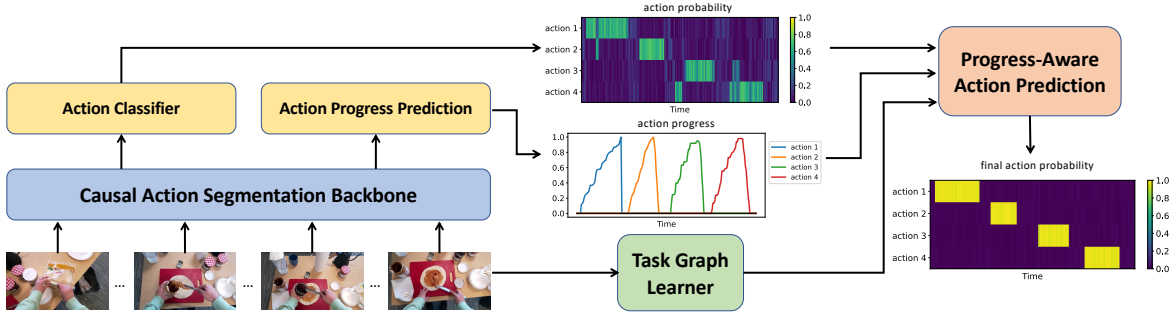 action probability
action 1
action 2
action 3
action 4
Time
1.0
0.8
0.6
0.4
0.2
0.0
Progress-Aware
Action Prediction
Action Classifier
Action Progress Prediction
action progress
1.0
0.8
0.6
0.4
0.2
0.0
Time
action 1
action 2
action 3
action 4
Causal Action Segmentation Backbone
final action probability
action 1
action 2
action 3
action 4
Time
1.0
0.8
0.6
0.4
0.2
0.0
... ... ...
Task Graph
Learner